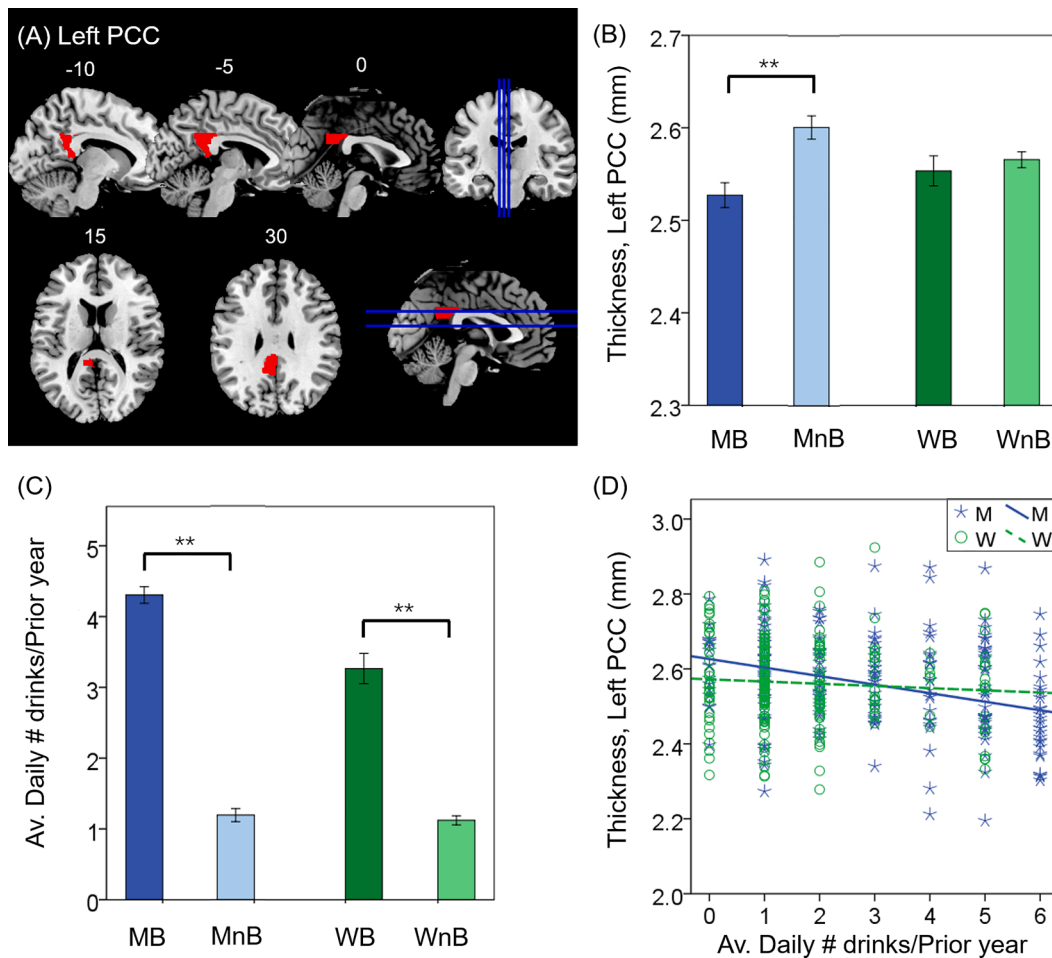 (A) Left PCC
-10 -5 0
15 30
(B)
Thickness, Left PCC (mm)
2.7
2.6
2.5
2.4
2.3
**
MB MnB WB WnB
(C)
Av. Daily # drinks/Prior year
5
4
3
2
1
0
**
**
MB MnB WB WnB
(D)
Thickness, Left PCC (mm)
3.0
2.8
2.6
2.4
2.2
2.0
M M
W W
0 1 2 3 4 5 6
Av. Daily # drinks/Prior year